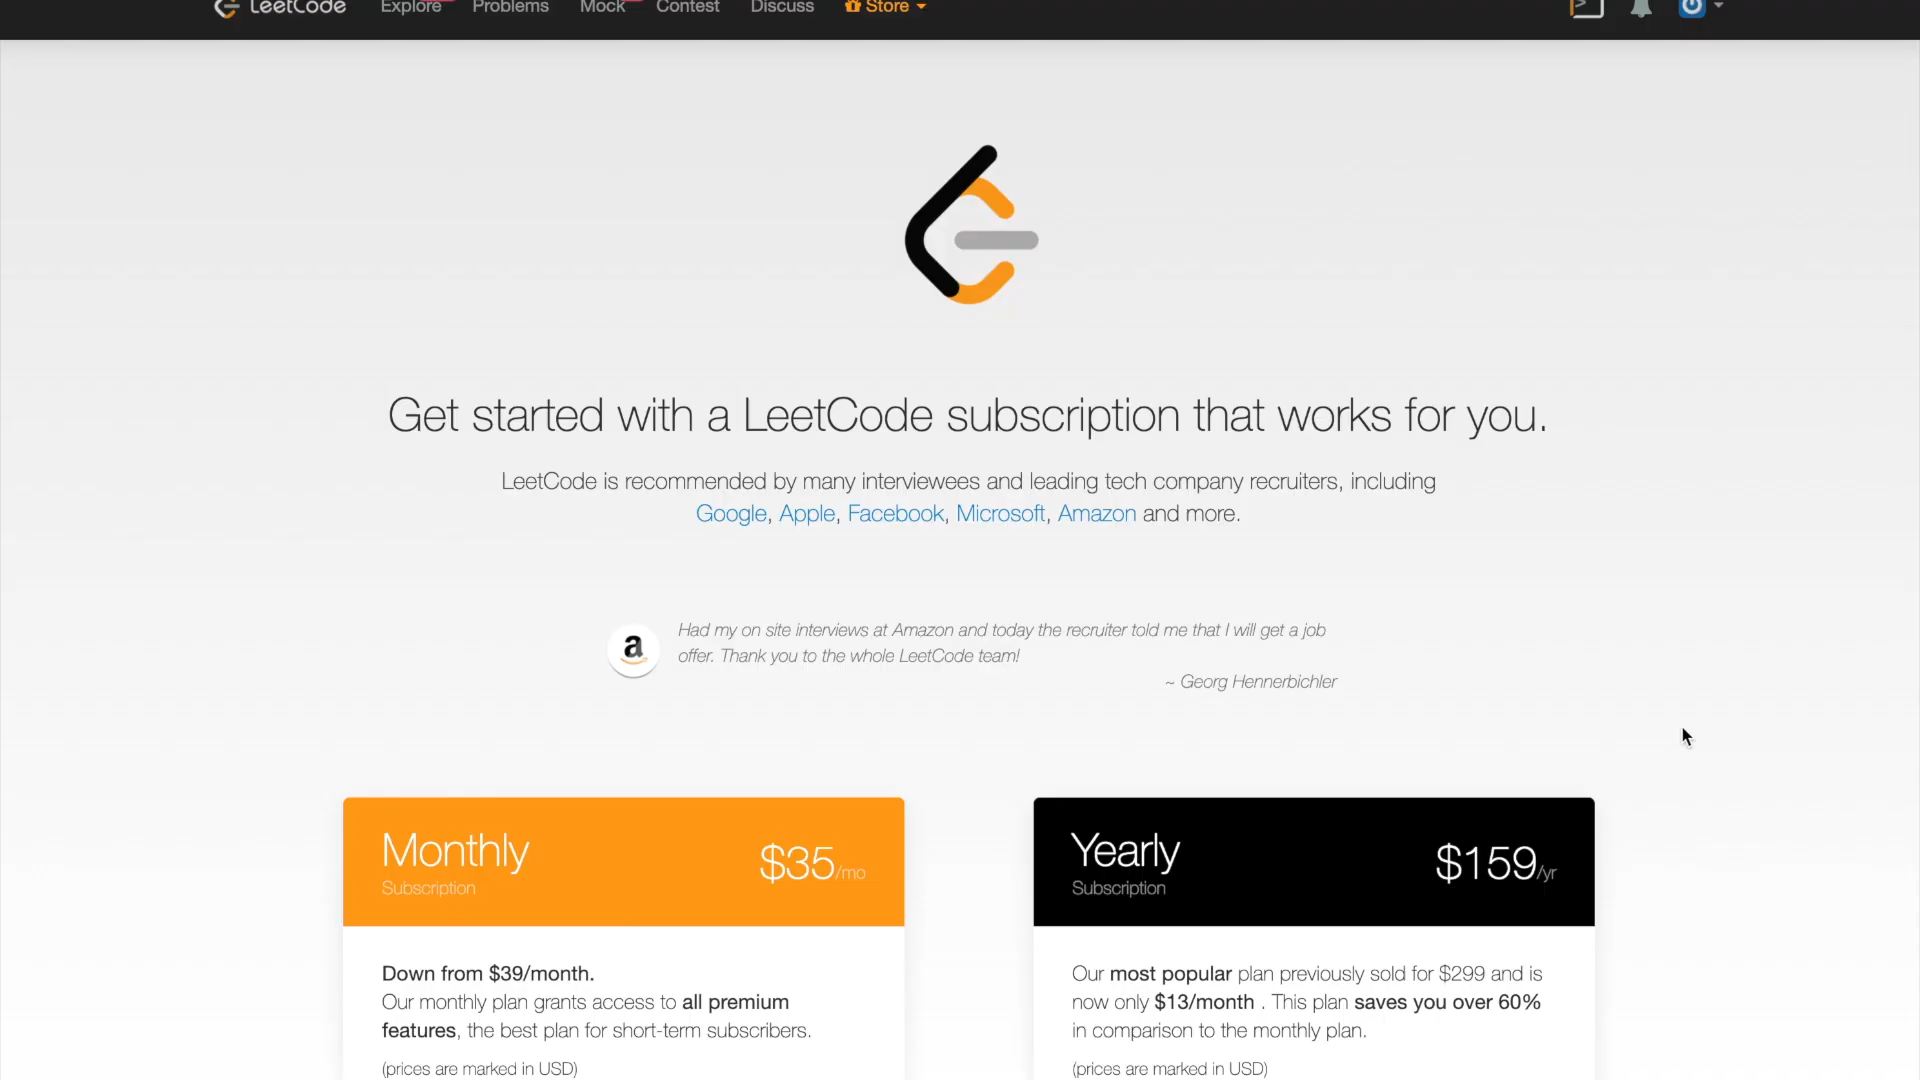 LeetCode Explore Problems Mock Contest Discuss Store
Get started with a LeetCode subscription that works for you.
LeetCode is recommended by many interviewees and leading tech company recruiters, including
Google, Apple, Facebook, Microsoft, Amazon and more.
a
Had my on site interviews at Amazon and today the recruiter told me that I will get a job
offer. Thank you to the whole LeetCode team!
~ Georg Hennerbichler
Monthly $35/mo
Subscription
Down from $39/month.
Our monthly plan grants access to all premium
features, the best plan for short-term subscribers.
(prices are marked in USD)
Yearly $159/yr
Subscription
Our most popular plan previously sold for $299 and is
now only $13/month . This plan saves you over 60%
in comparison to the monthly plan.
(prices are marked in USD)